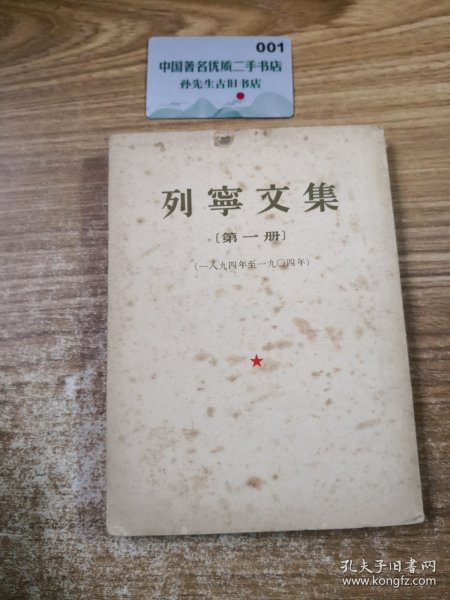 001
中国著名优质二手书店
孙先生古旧书店
列寧文集
〔第一册〕
(一八九四年至一九〇四年)
孔夫子旧书网
www.kongfz.com